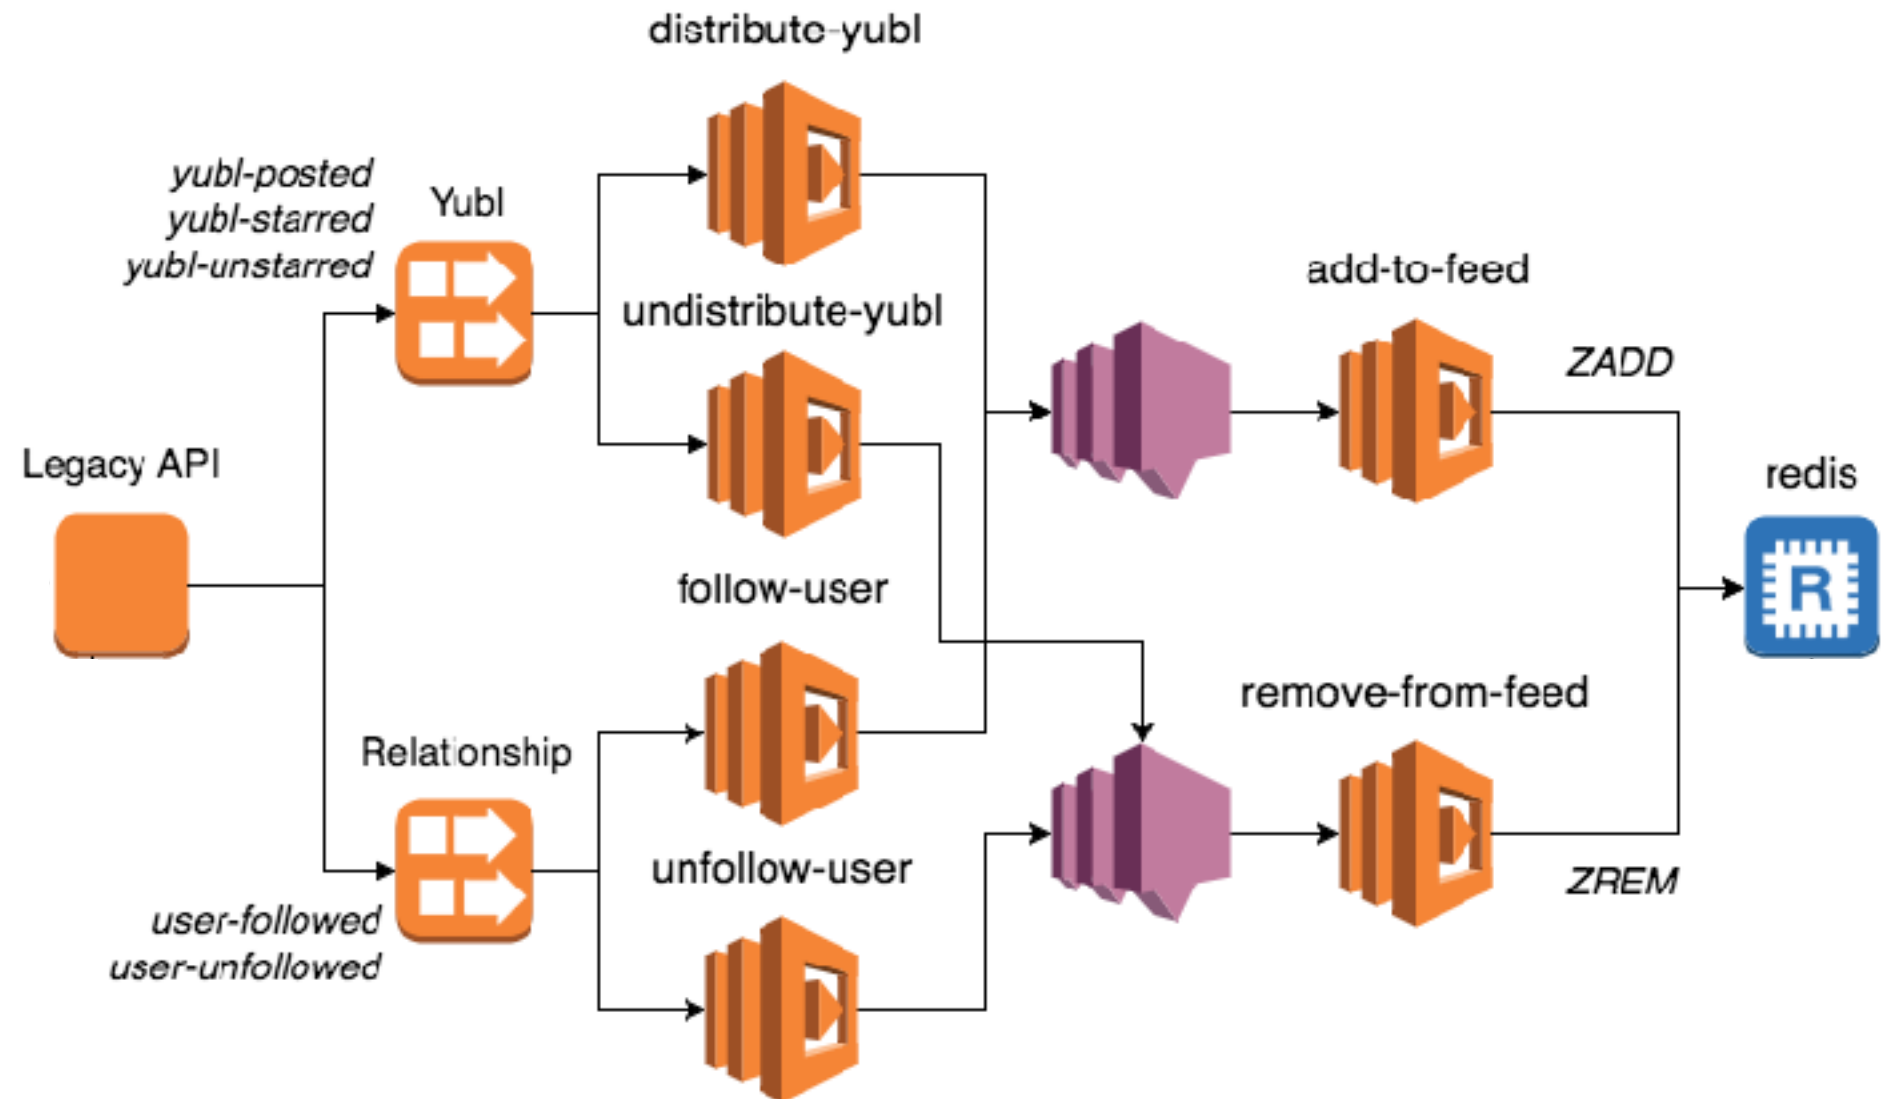 distribute-yubl
yubl-posted
yubl-starred
yubl-unstarred
Yubl
undistribute-yubl
add-to-feed
ZADD
Legacy API
redis
R
follow-user
remove-from-feed
Relationship
unfollow-user
ZREM
user-followed
user-unfollowed